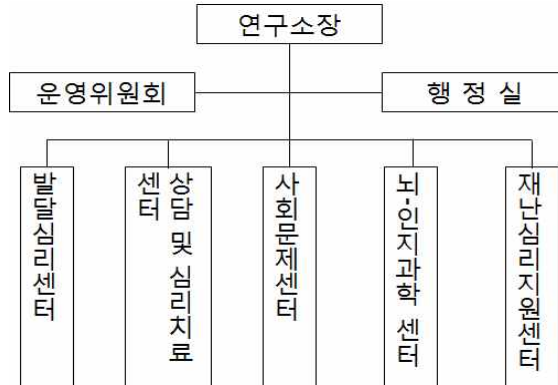 연구소장
운영위원회
행 정 실
발달심리센터
상담 및 심리치료
센터
사회문제센터
뇌·인지과학 센터
재난심리지원센터